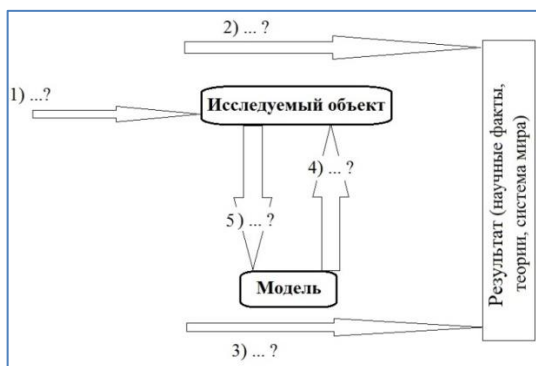 2) ... ?
1) ...?
Исследуемый объект
4) ... ?
5) ... ?
Модель
3) ... ?
Результат (научные факты,
теории, система мира)